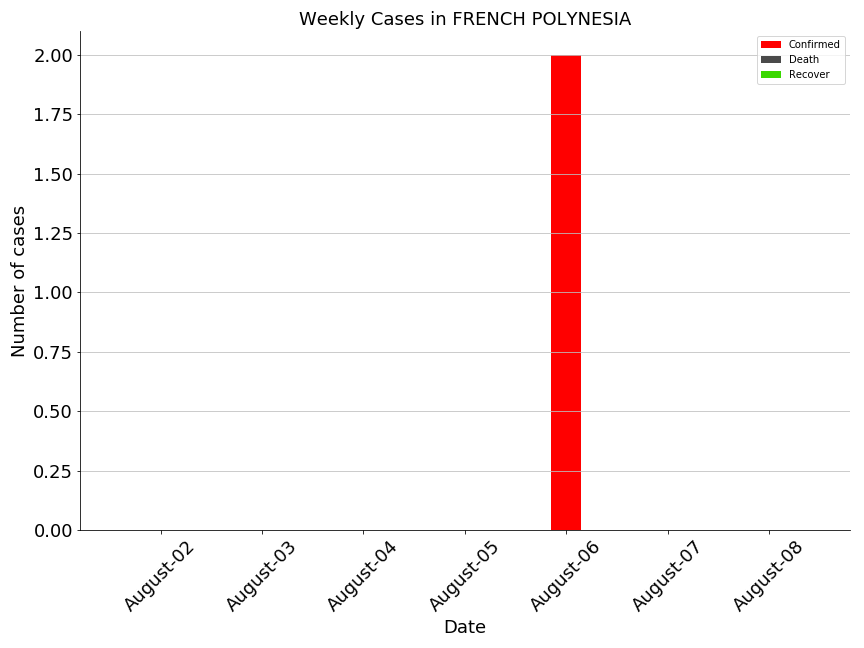 Weekly Cases in FRENCH POLYNESIA
Confirmed
Death
Recover
Number of cases
2.00
1.75
1.50
1.25
1.00
0.75
0.50
0.25
0.00
August-02
August-03
August-04
August-05
August-06
August-07
August-08
Date